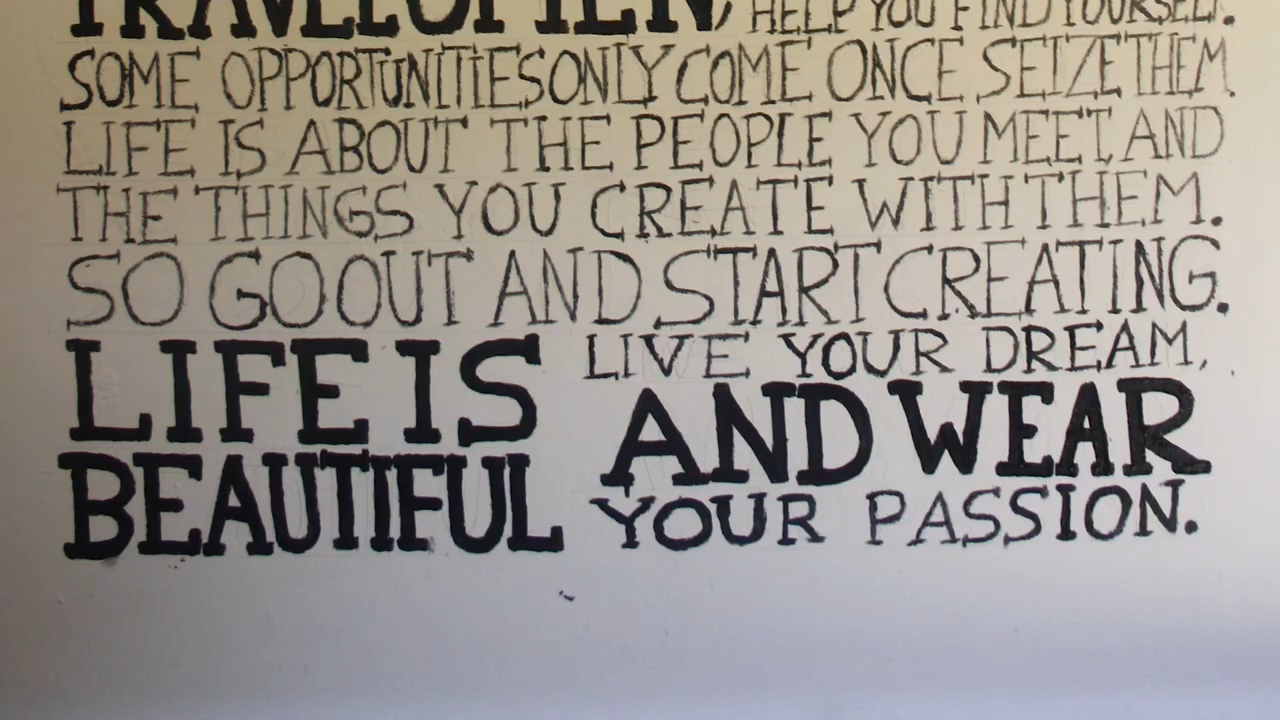 TRAVEL OFTEN, HELP YOU FIND YOURSELF.
SOME OPPORTUNITIES ONLY COME ONCE SEIZE THEM.
LIFE IS ABOUT THE PEOPLE YOU MEET, AND
THE THINGS YOU CREATE WITH THEM.
SO GO OUT AND START CREATING.
LIFE IS
BEAUTIFUL
LIVE YOUR DREAM,
AND WEAR
YOUR PASSION.